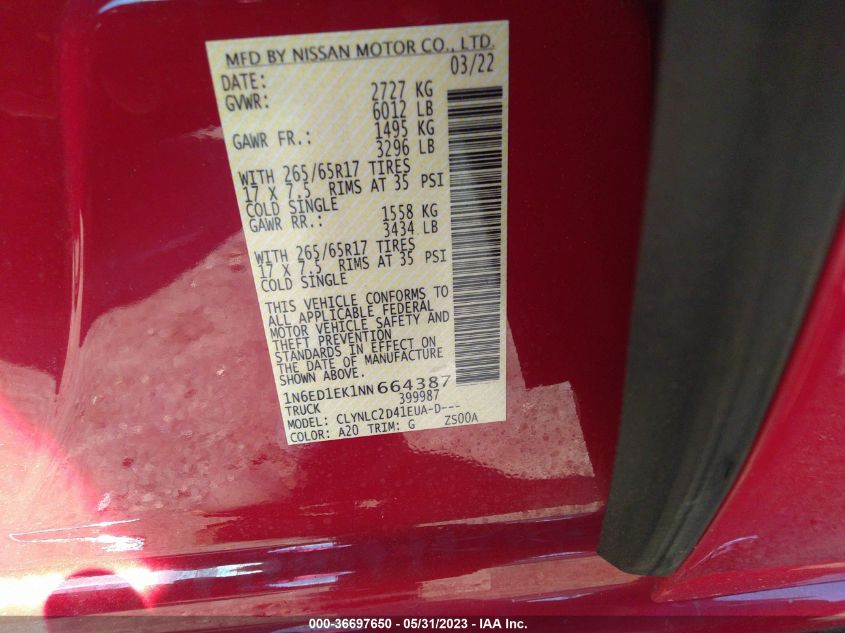 MFD BY NISSAN MOTOR CO., LTD.
DATE: 03/22
GVWR: 2727 KG
6012 LB
GAWR FR.: 1495 KG
3296 LB
WITH 265/65R17 TIRES
17 X 7.5 RIMS AT 35 PSI
COLD SINGLE
GAWR RR.: 1558 KG
3434 LB
WITH 265/65R17 TIRES
17 X 7.5 RIMS AT 35 PSI
COLD SINGLE
THIS VEHICLE CONFORMS TO
ALL APPLICABLE FEDERAL
MOTOR VEHICLE SAFETY AND
THEFT PREVENTION
STANDARDS IN EFFECT ON
THE DATE OF MANUFACTURE
SHOWN ABOVE.
1N6ED1EK1NN664387
TRUCK 399987
MODEL: CLYNLC2D41EUA-D---
COLOR: A20 TRIM: G ZS00A
000-36697650 - 05/31/2023 - IAA Inc.